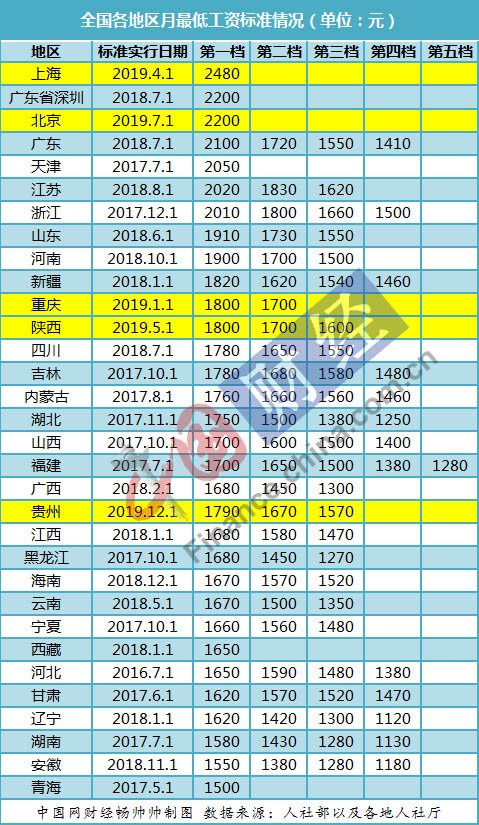 全国各地区月最低工资标准情况（单位：元）
地区 标准实行日期 第一档 第二档 第三档 第四档 第五档
上海 2019.4.1 2480
广东省深圳 2018.7.1 2200
北京 2019.7.1 2200
广东 2018.7.1 2100 1720 1550 1410
天津 2017.7.1 2050
江苏 2018.8.1 2020 1830 1620
浙江 2017.12.1 2010 1800 1660 1500
山东 2018.6.1 1910 1730 1550
河南 2018.10.1 1900 1700 1500
新疆 2018.1.1 1820 1620 1540 1460
重庆 2019.1.1 1800 1700
陕西 2019.5.1 1800 1700 1600
四川 2018.7.1 1780 1650 1550
吉林 2017.10.1 1780 1680 1580 1480
内蒙古 2017.8.1 1760 1660 1560 1460
湖北 2017.11.1 1750 1500 1380 1250
山西 2017.10.1 1700 1600 1500 1400
福建 2017.7.1 1700 1650 1500 1380 1280
广西 2018.2.1 1680 1450 1300
贵州 2019.12.1 1790 1670 1570
江西 2018.1.1 1680 1580 1470
黑龙江 2017.10.1 1680 1450 1270
海南 2018.12.1 1670 1570 1520
云南 2018.5.1 1670 1500 1350
宁夏 2017.10.1 1660 1560 1480
西藏 2018.1.1 1650
河北 2016.7.1 1650 1590 1480 1380
甘肃 2017.6.1 1620 1570 1520 1470
辽宁 2018.1.1 1620 1420 1300 1120
湖南 2017.7.1 1580 1430 1280 1130
安徽 2018.11.1 1550 1380 1280 1180
青海 2017.5.1 1500
中国网财经畅帅帅制图 数据来源：人社部以及各地人社厅
中国财经
Finance.china.com.cn